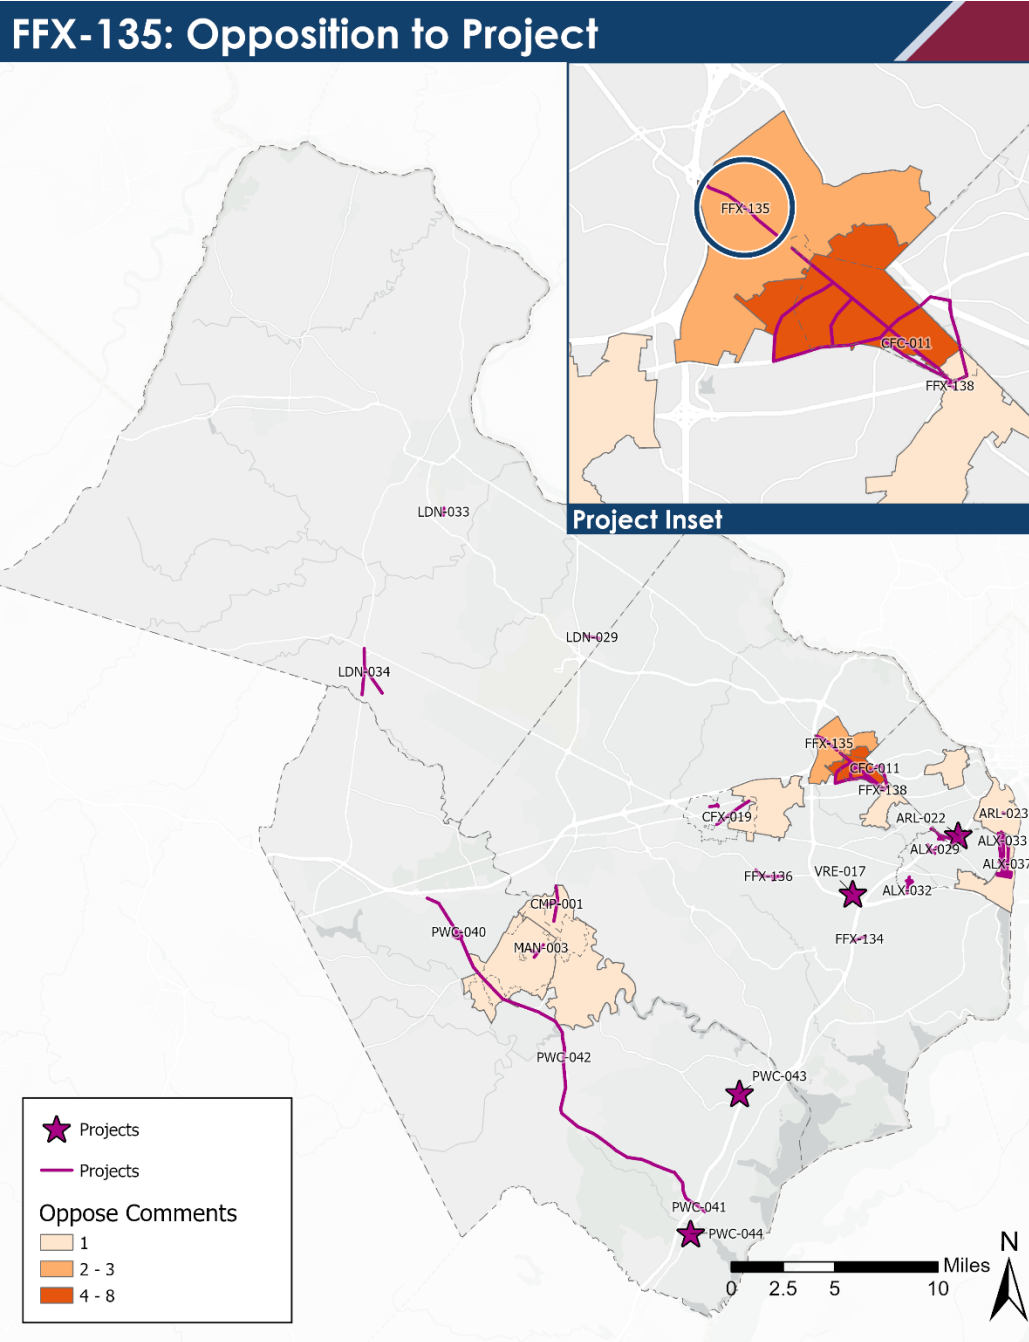 FFX-135: Opposition to Project
FFX-135
CFC-011
FFX-138
Project Inset
LDN-033
LDN-029
LDN-034
FFX-135
CFC-011
FFX-138
CFX-019
ARL-022
ARL-023
ALX-029
ALX-033
ALX-037
VRE-017
FFX-136
ALX-032
CMP-001
PWC-040
MAN-003
FFX-134
PWC-042
PWC-043
PWC-041
PWC-044
Projects
Projects
Oppose Comments
1
2 - 3
4 - 8
N
Miles
0 2.5 5 10